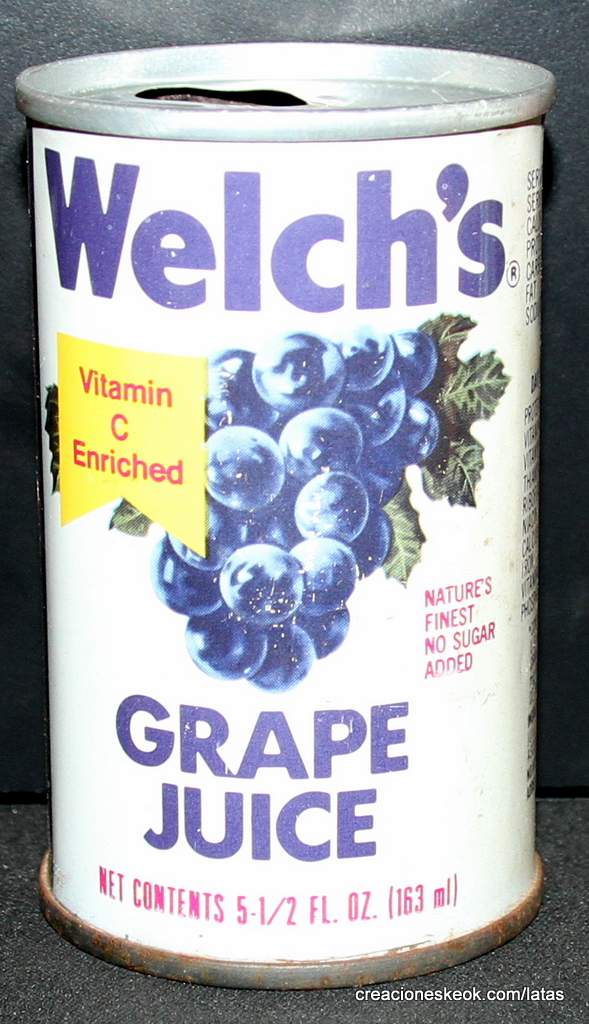 Welch's®
Vitamin
C
Enriched
NATURE'S
FINEST
NO SUGAR
ADDED
GRAPE
JUICE
NET CONTENTS 5-1/2 FL. OZ. (163 ml)
creacioneskeok.com/latas